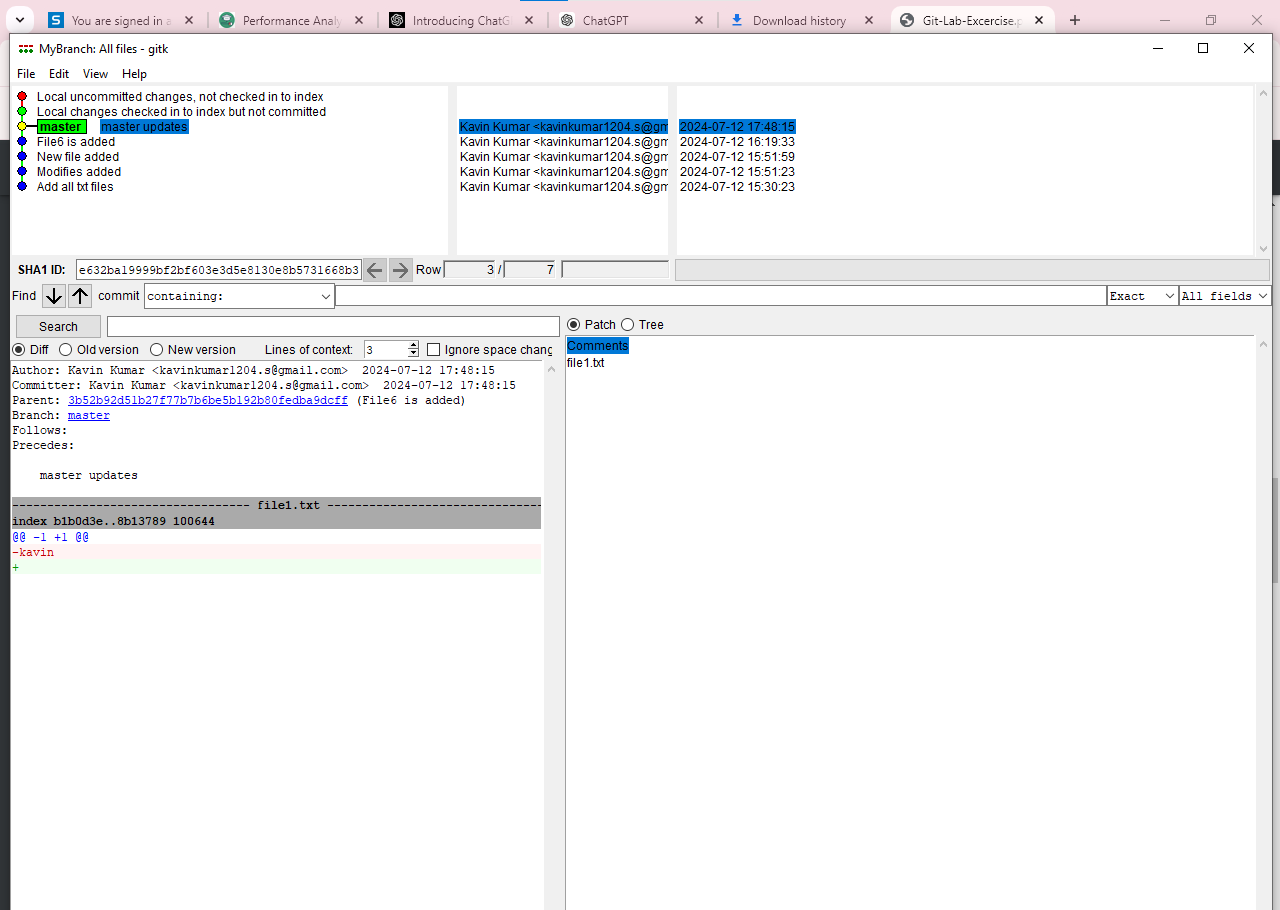 You are signed in a
Performance Analy
Introducing ChatG
ChatGPT
Download history
Git-Lab-Excercise.p
MyBranch: All files - gitk
File Edit View Help
Local uncommitted changes, not checked in to index
Local changes checked in to index but not committed
master master updates Kavin Kumar <kavinkumar1204.s@gm 2024-07-12 17:48:15
File6 is added Kavin Kumar <kavinkumar1204.s@gm 2024-07-12 16:19:33
New file added Kavin Kumar <kavinkumar1204.s@gm 2024-07-12 15:51:59
Modifies added Kavin Kumar <kavinkumar1204.s@gm 2024-07-12 15:51:23
Add all txt files Kavin Kumar <kavinkumar1204.s@gm 2024-07-12 15:30:23
SHA1 ID: e632ba19999bf2bf603e3d5e8130e8b5731668b3 Row 3 / 7
Find commit containing: Exact All fields
Search
Patch Tree
Diff Old version New version Lines of context: 3 Ignore space chang
Comments
file1.txt
Author: Kavin Kumar <kavinkumar1204.s@gmail.com> 2024-07-12 17:48:15
Committer: Kavin Kumar <kavinkumar1204.s@gmail.com> 2024-07-12 17:48:15
Parent: 3b52b92d51b27f77b7b6be5b192b80fedba9dcff (File6 is added)
Branch: master
Follows:
Precedes:
master updates
---------------------------------- file1.txt -------------------------------
index b1b0d3e..8b13789 100644
@@ -1 +1 @@
-kavin
+